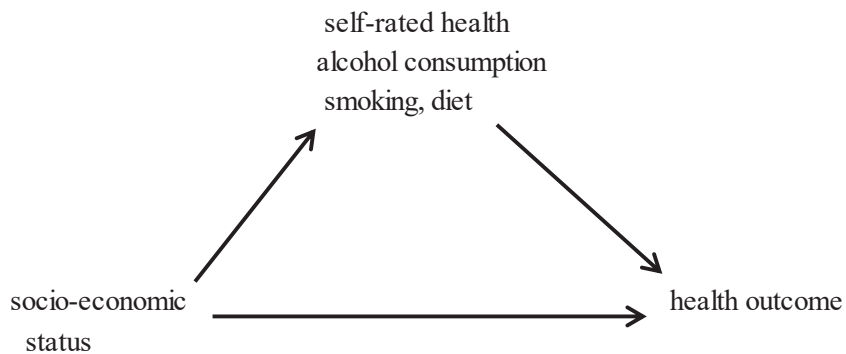 self-rated health
alcohol consumption
smoking, diet
socio-economic
status
health outcome